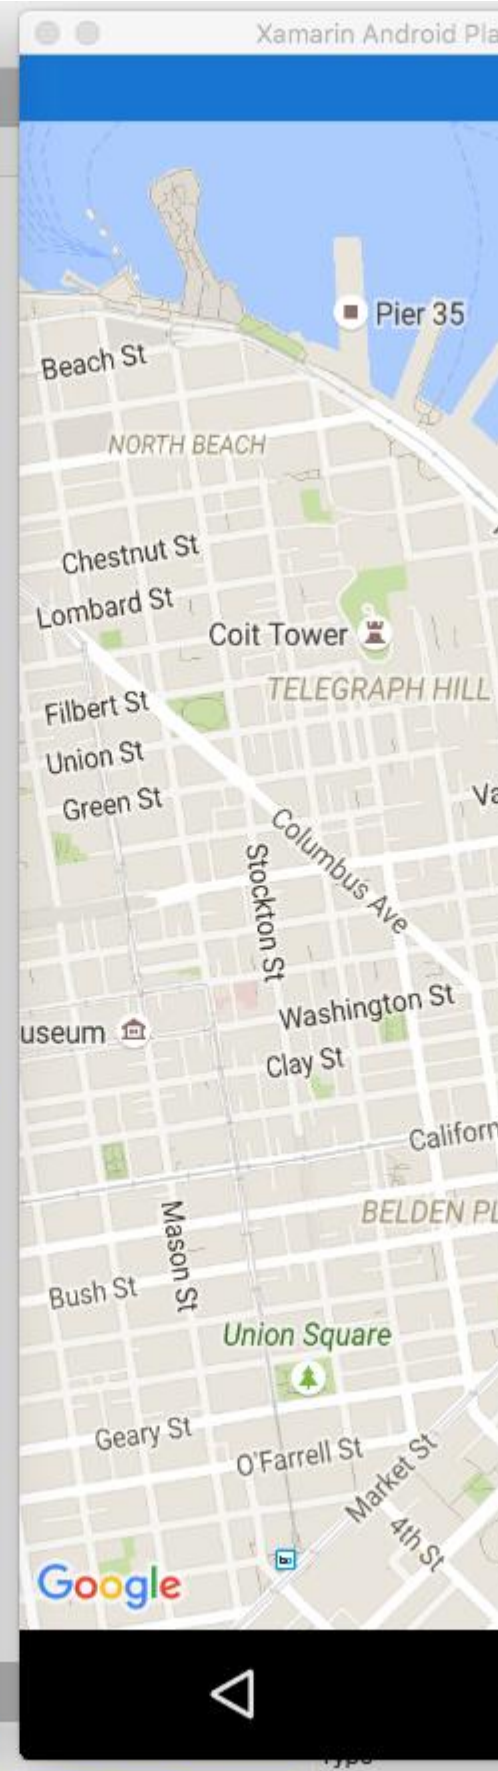 Xamarin Android Pla
Pier 35
Beach St
NORTH BEACH
Chestnut St
Lombard St
Coit Tower
TELEGRAPH HILL
Filbert St
Union St
Green St
Va
Columbus Ave
Stockton St
Washington St
useum
Clay St
Californ
Mason St
BELDEN PL
Bush St
Union Square
Geary St
O'Farrell St
Market St
4th St
Google